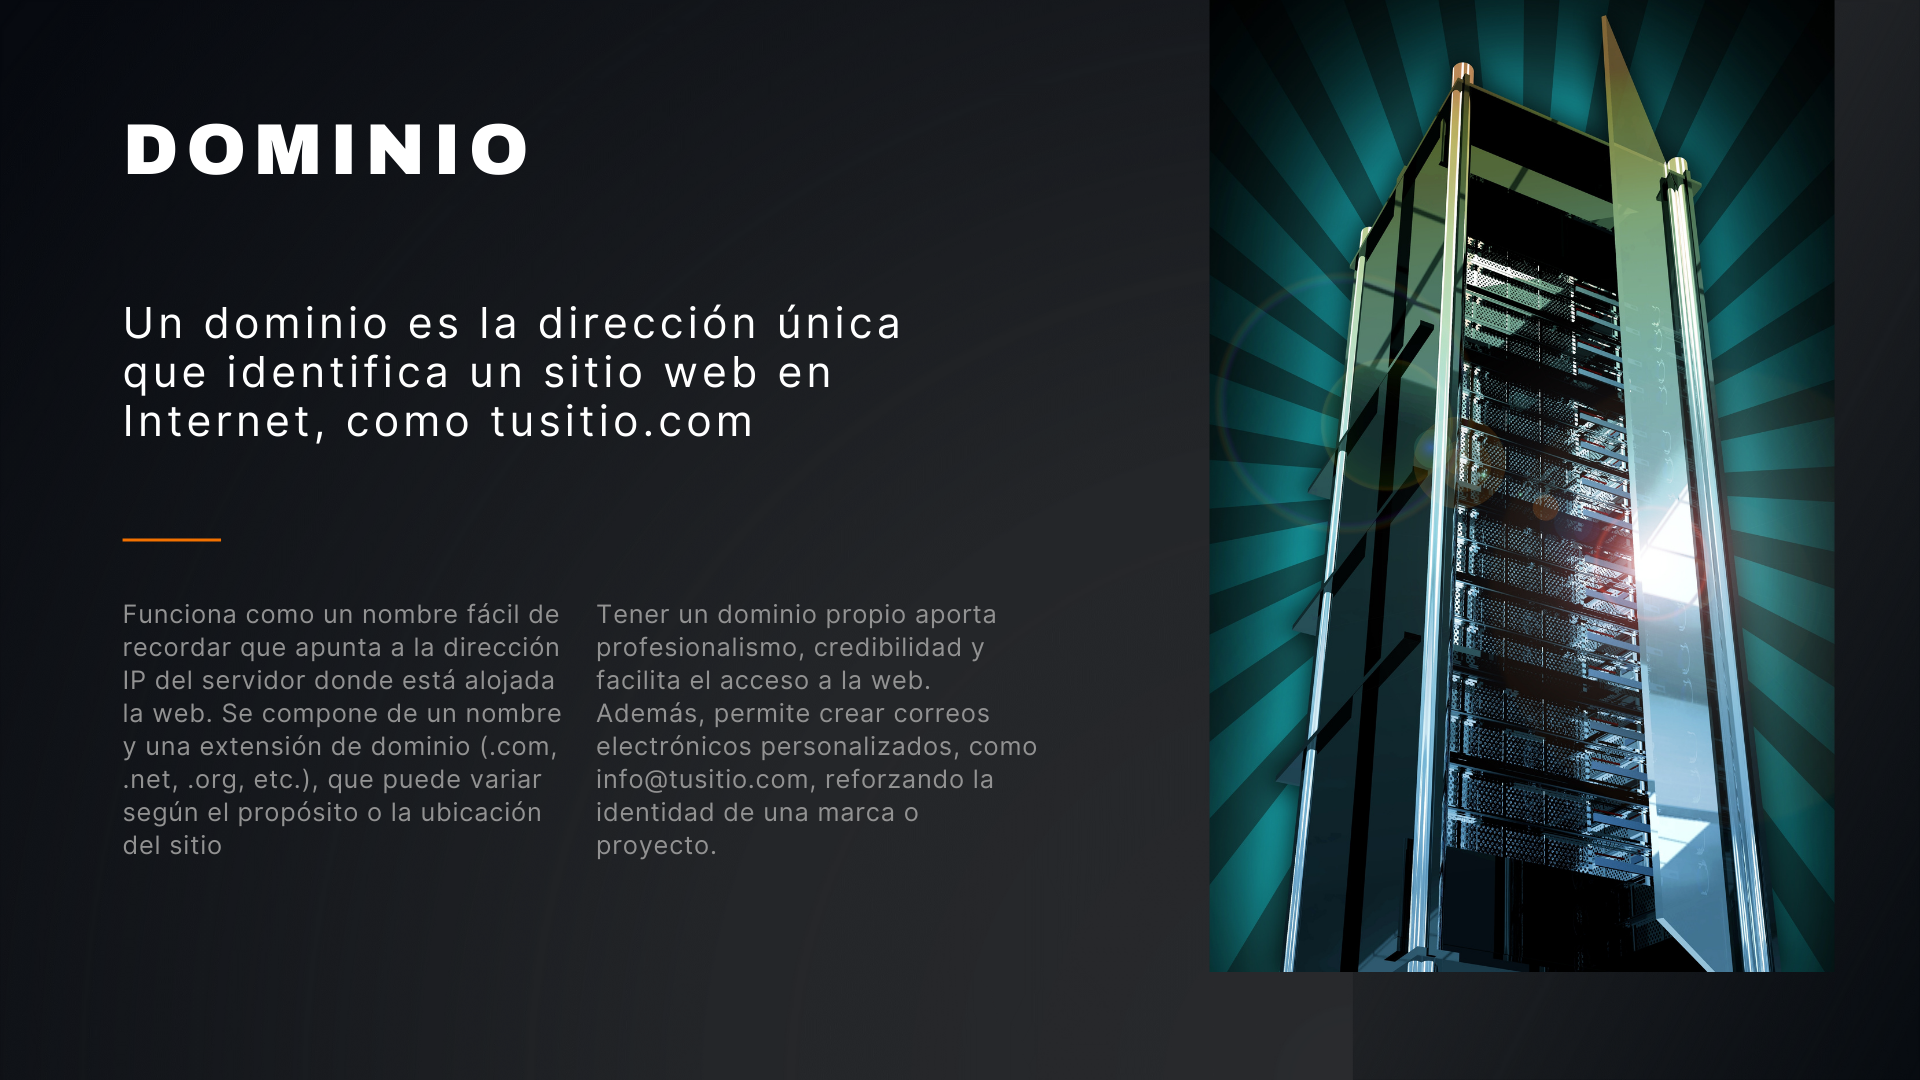 DOMINIO
Un dominio es la dirección única
que identifica un sitio web en
Internet, como tusitio.com
Funciona como un nombre fácil de
recordar que apunta a la dirección
IP del servidor donde está alojada
la web. Se compone de un nombre
y una extensión de dominio (.com,
.net, .org, etc.), que puede variar
según el propósito o la ubicación
del sitio
Tener un dominio propio aporta
profesionalismo, credibilidad y
facilita el acceso a la web.
Además, permite crear correos
electrónicos personalizados, como
info@tusitio.com, reforzando la
identidad de una marca o
proyecto.